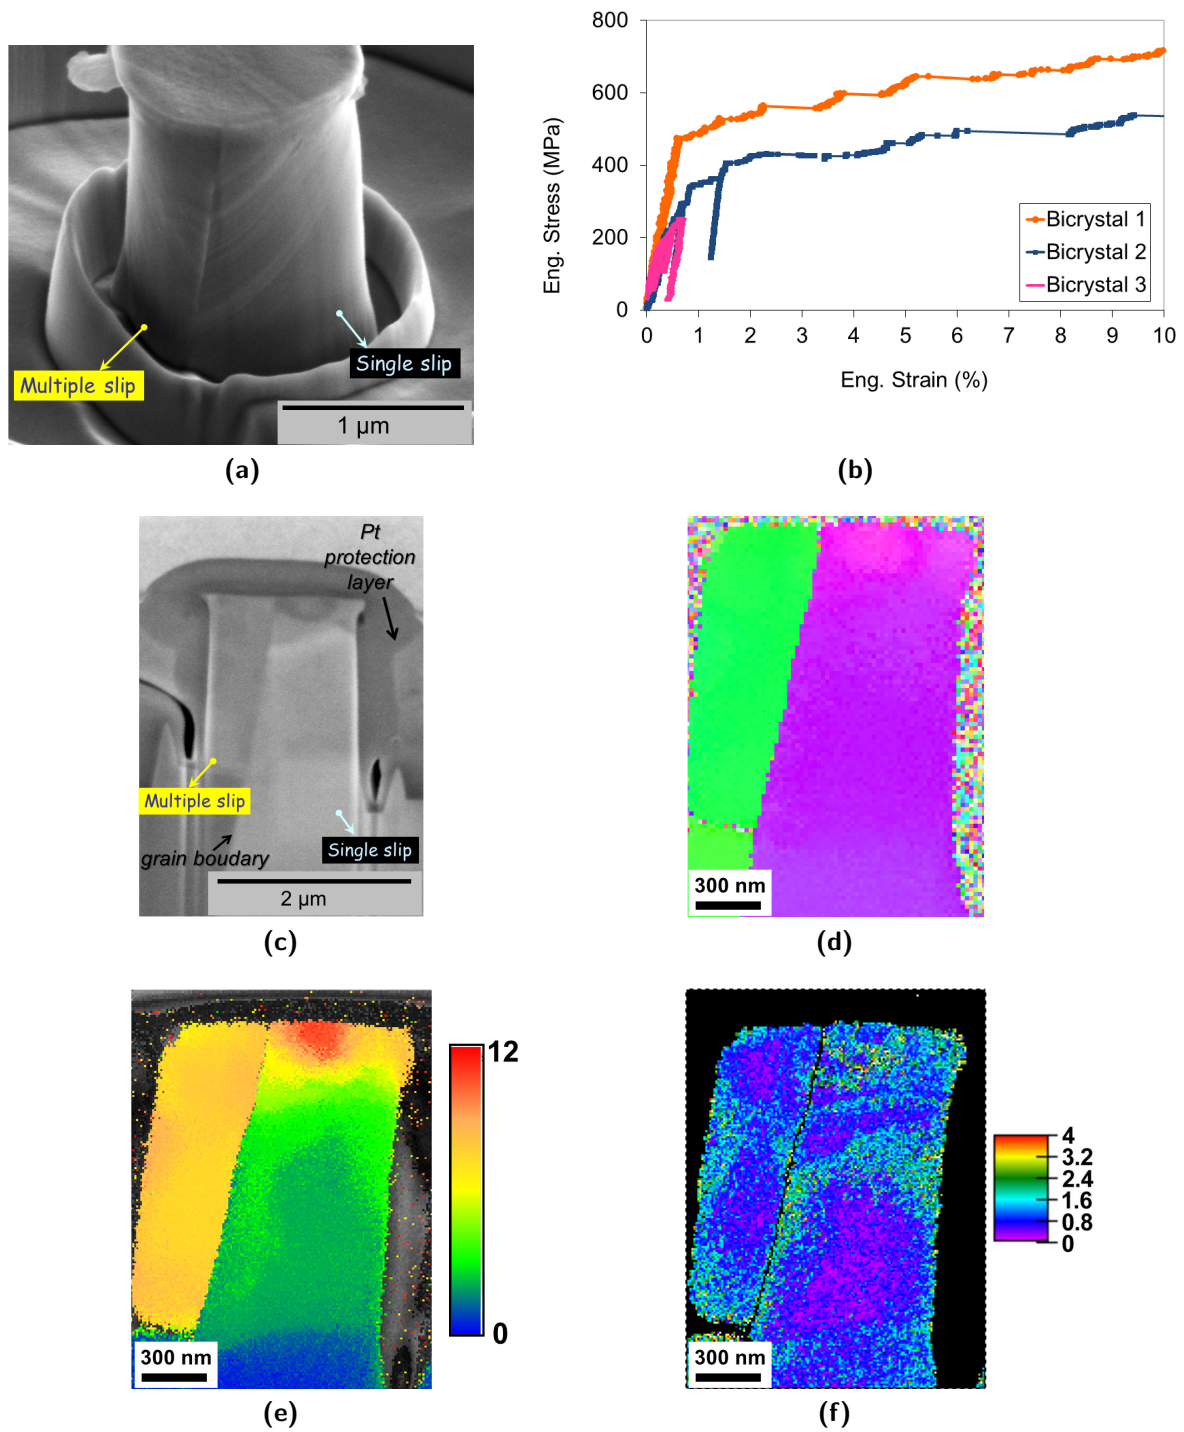 Multiple slip
Single slip
1 µm
(a)
800
600
400
200
0
Eng. Stress (MPa)
Bicrystal 1
Bicrystal 2
Bicrystal 3
0 1 2 3 4 5 6 7 8 9 10
Eng. Strain (%)
(b)
Pt
protection
layer
Multiple slip
grain boudary
Single slip
2 µm
(c)
300 nm
(d)
12
0
300 nm
(e)
4
3.2
2.4
1.6
0.8
0
300 nm
(f)